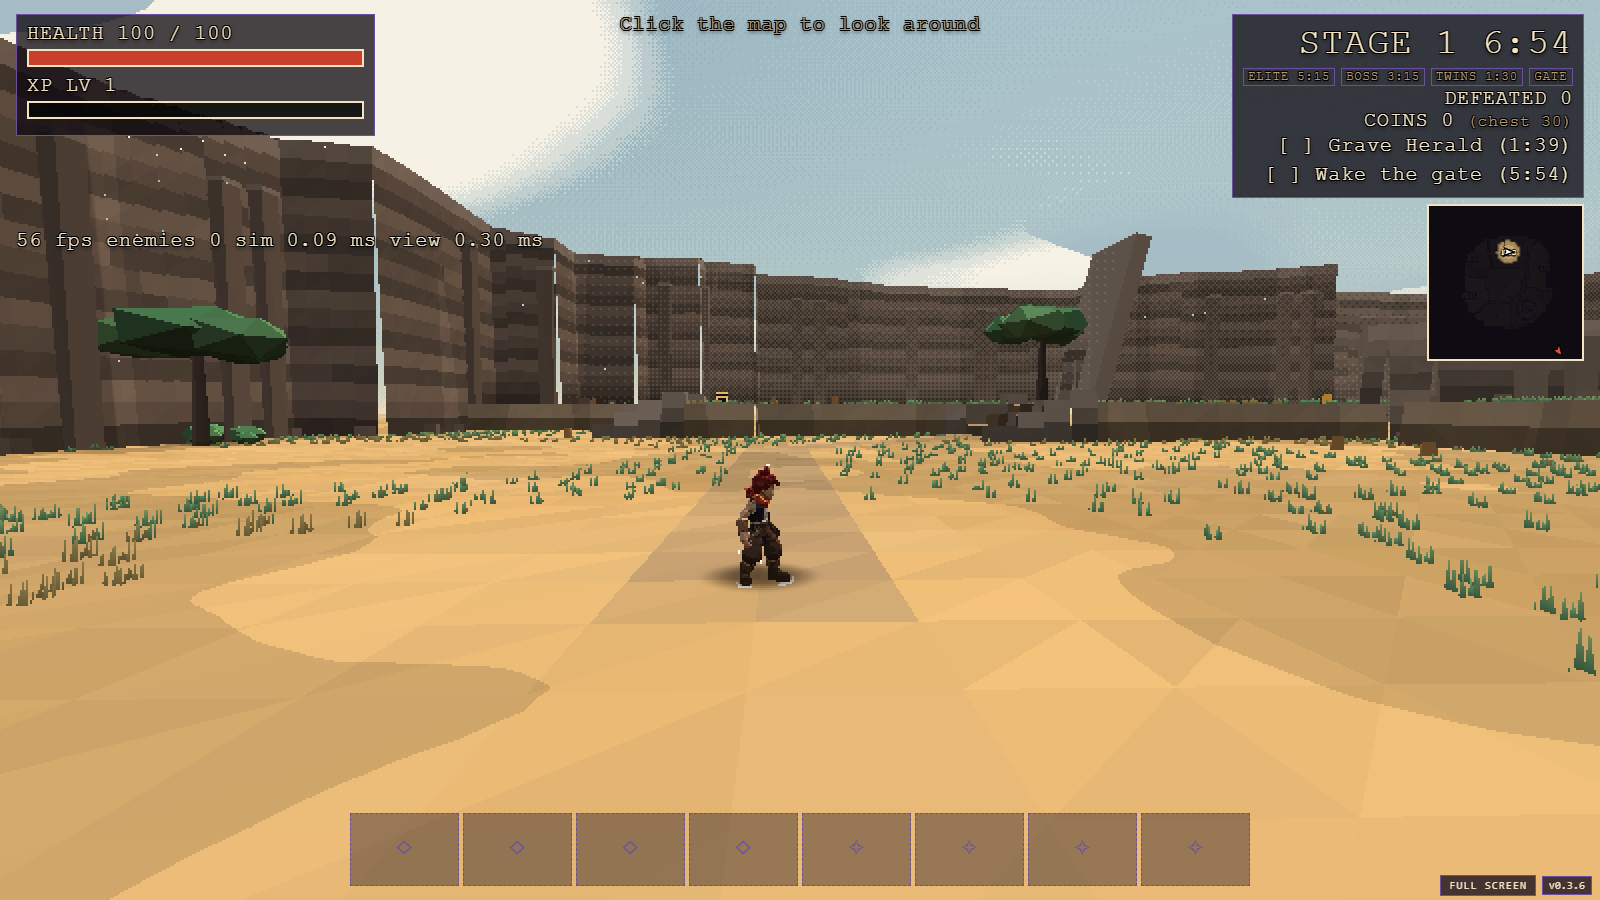 HEALTH 100 / 100
XP LV 1
Click the map to look around
STAGE 1 6:54
ELITE 5:15 BOSS 3:15 TWINS 1:30 GATE
DEFEATED 0
COINS 0 (chest 30)
[ ] Grave Herald (1:39)
[ ] Wake the gate (5:54)
56 fps enemies 0 sim 0.09 ms view 0.30 ms
FULL SCREEN
v0.3.6